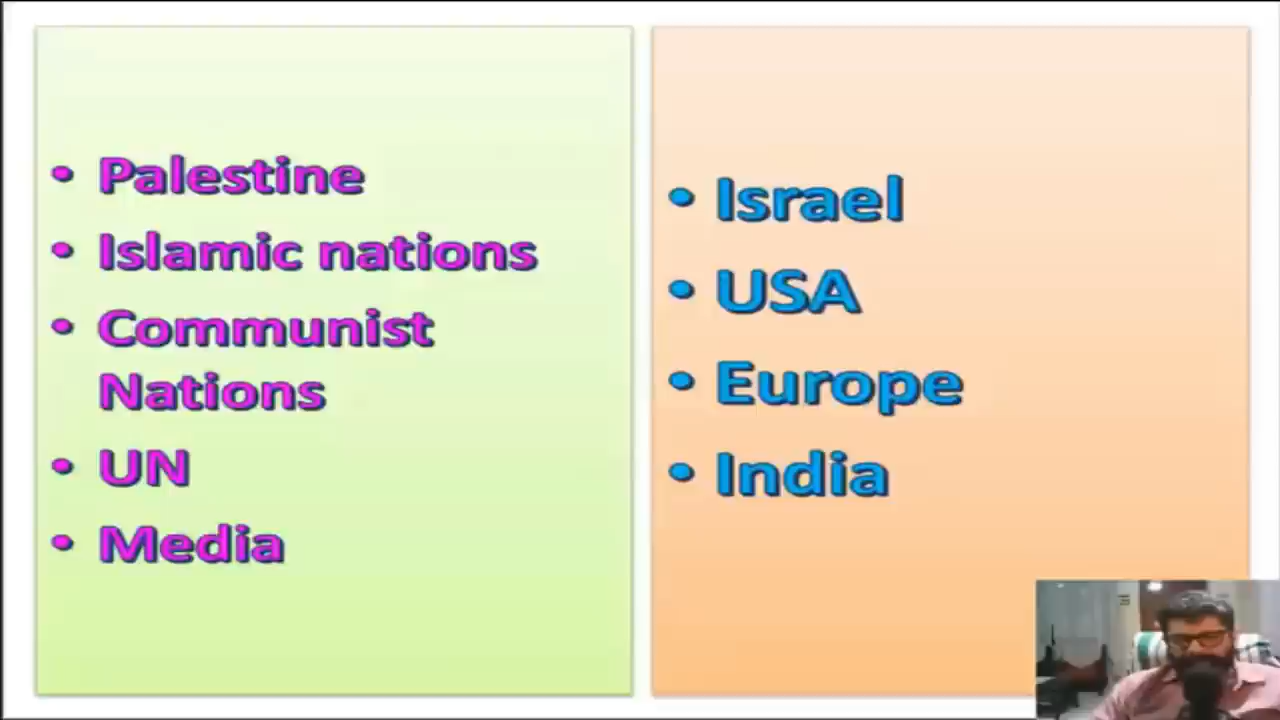 • Palestine
• Islamic nations
• Communist
Nations
• UN
• Media
• Israel
• USA
• Europe
• India